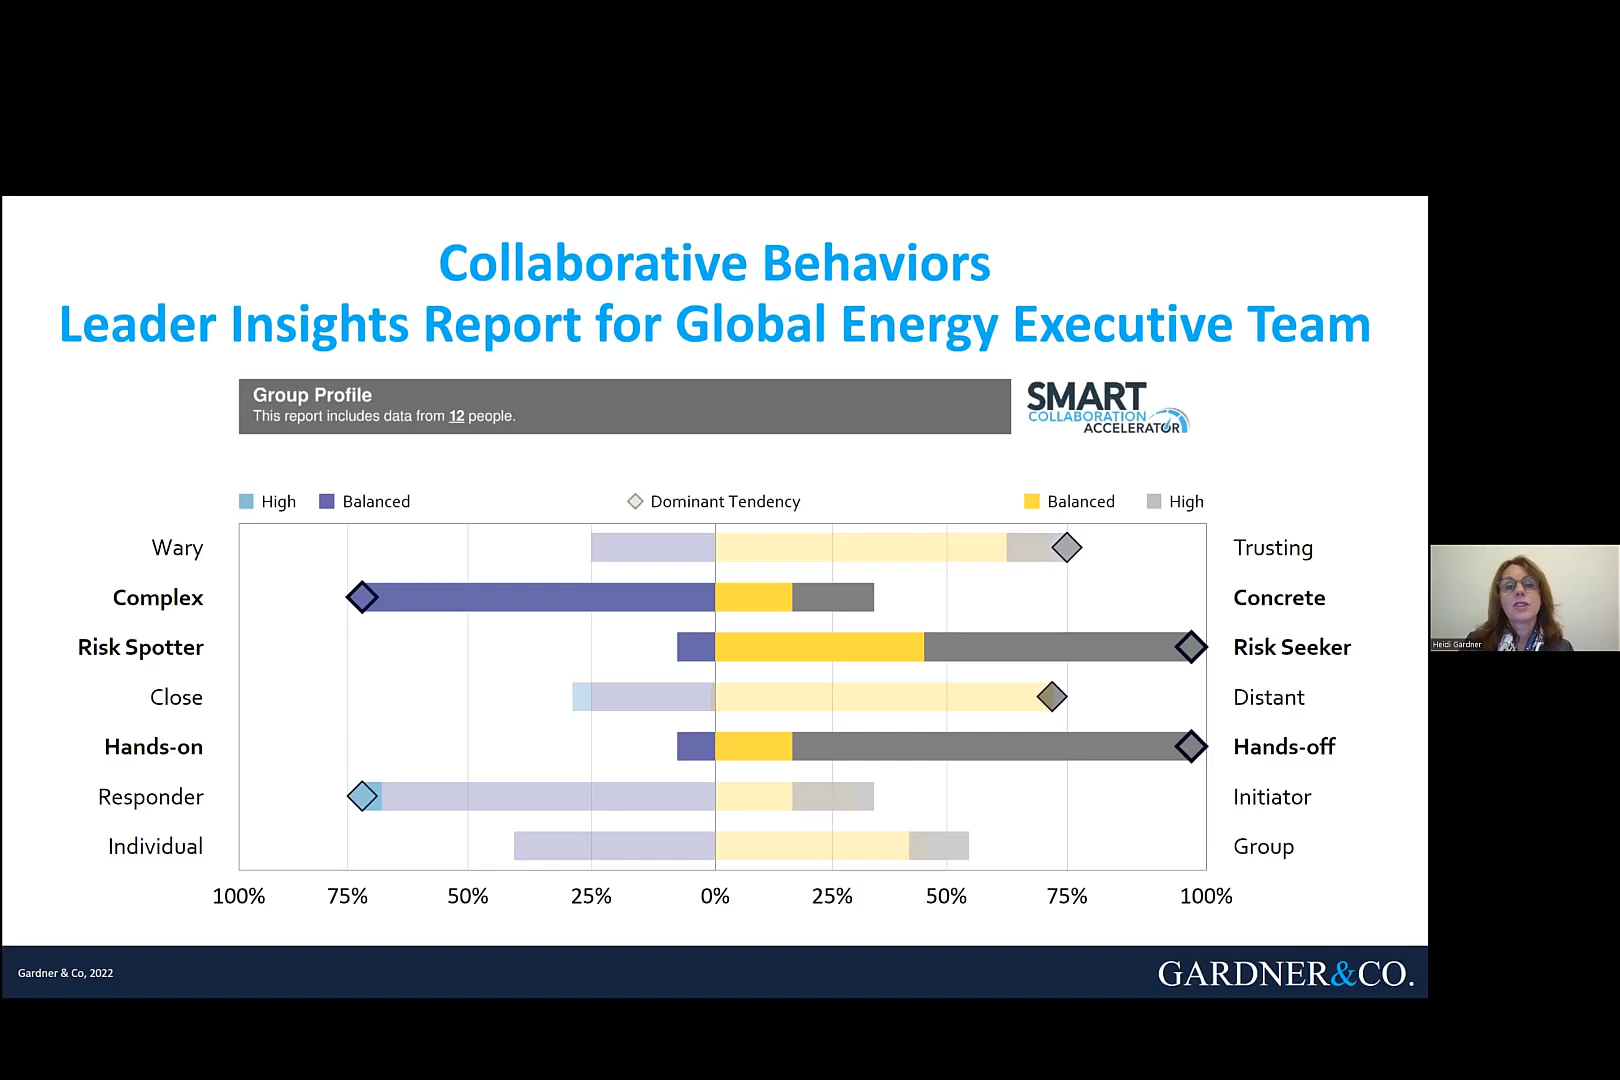 Collaborative Behaviors
Leader Insights Report for Global Energy Executive Team
Group Profile
This report includes data from 12 people.
SMART
COLLABORATION
ACCELERATOR
High Balanced Dominant Tendency Balanced High
Wary Trusting
Complex Concrete
Risk Spotter Risk Seeker
Close Distant
Hands-on Hands-off
Responder Initiator
Individual Group
100% 75% 50% 25% 0% 25% 50% 75% 100%
Heidi Gardner
Gardner & Co, 2022
GARDNER&CO.